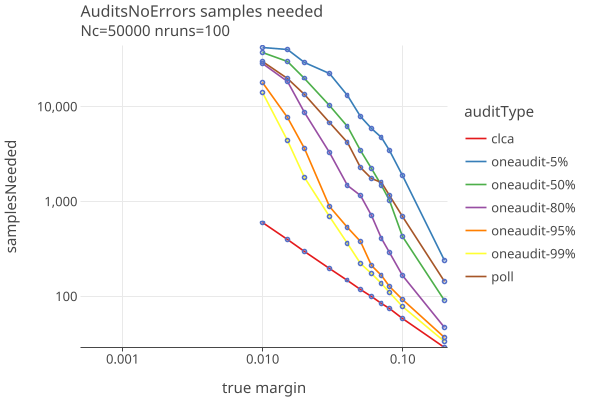 AuditsNoErrors samples needed
Nc=50000 nruns=100
samplesNeeded
10,000
1,000
100
0.001
0.010
0.10
true margin
auditType
clca
oneaudit-5%
oneaudit-50%
oneaudit-80%
oneaudit-95%
oneaudit-99%
poll